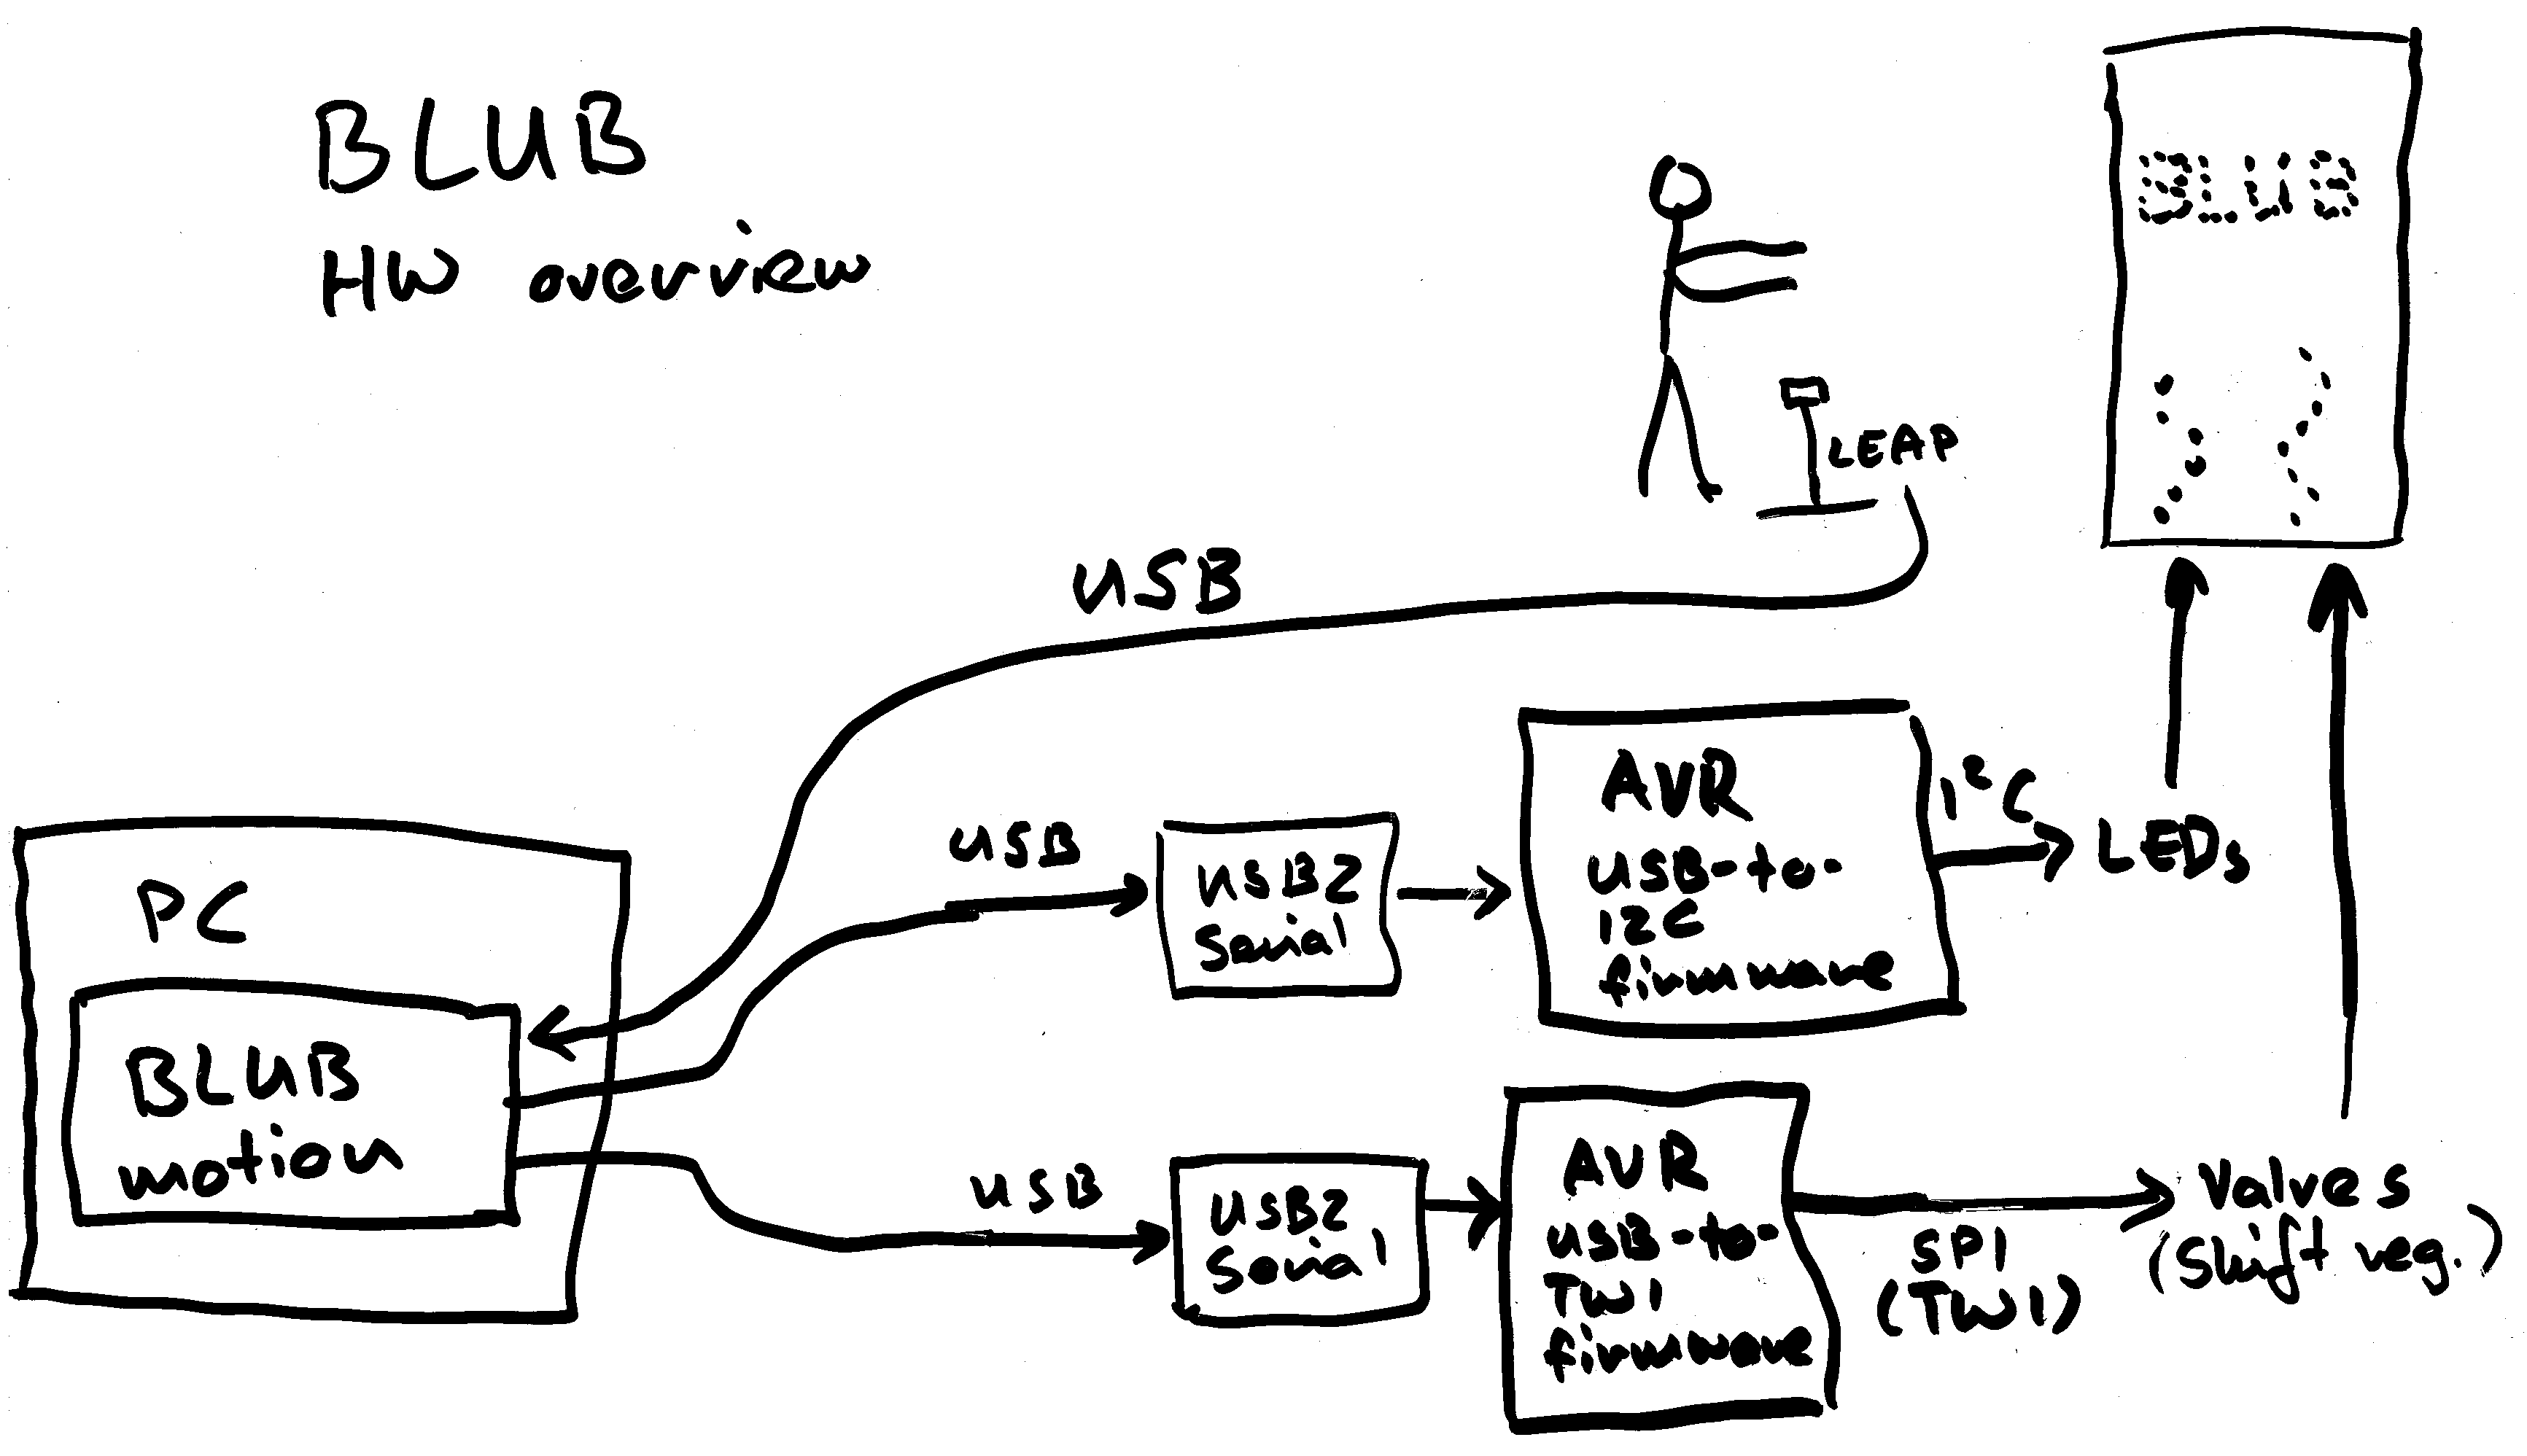 BLUB
HW overview
BLUB
LEAP
USB
PC
BLUB
motion
USB
USB2
Serial
AVR
USB-to-
I2C
firmware
I²C
LEDs
USB
USB2
Serial
AVR
USB-to-
TWI
firmware
SPI
(TWI)
Valves
(Shift reg.)